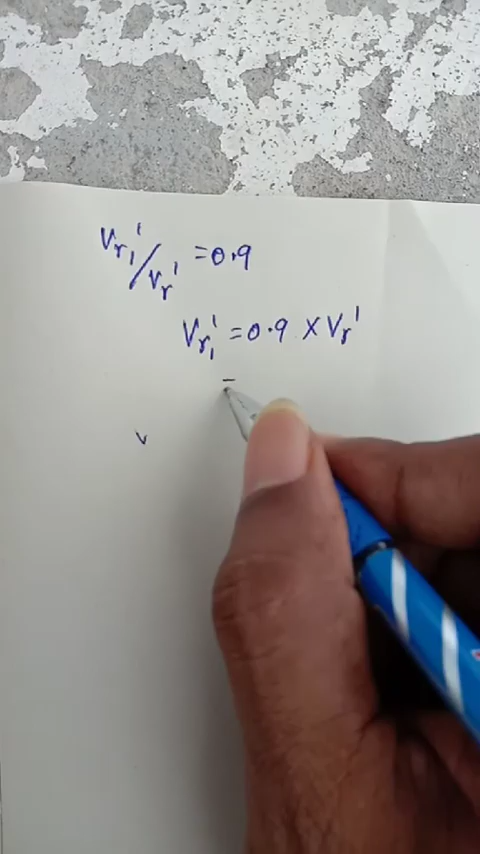 Vr₁'/Vr' = 0.9
Vr₁' = 0.9 × Vr'
=
v